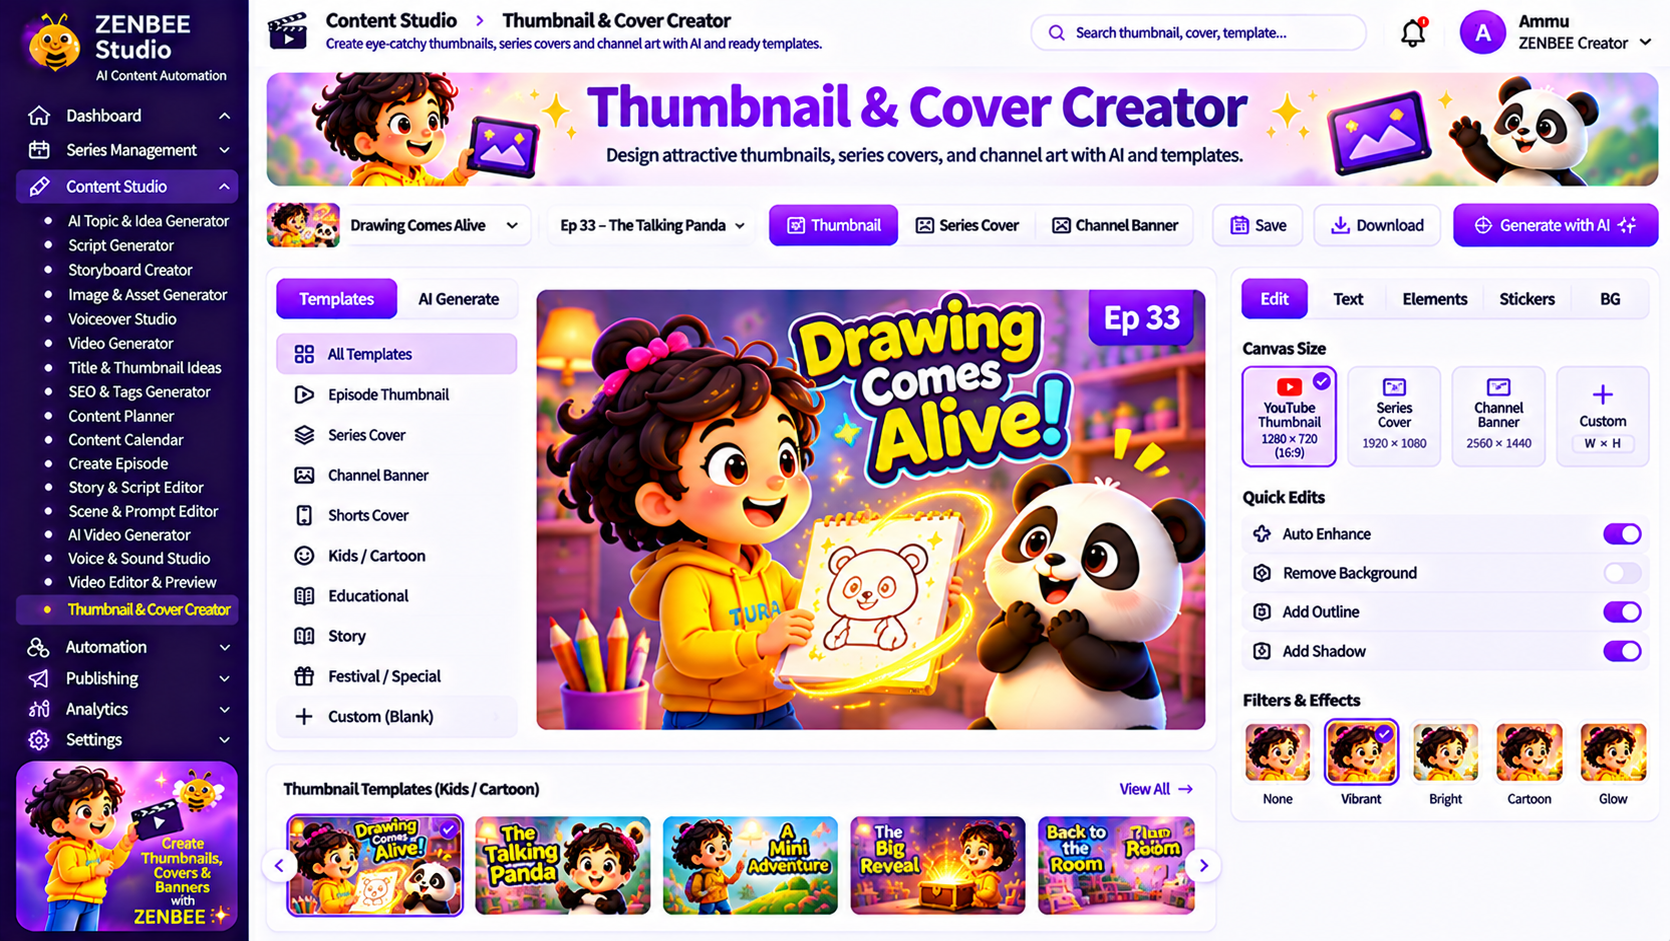 ZENBEE
Studio
AI Content Automation
Dashboard
Series Management
Content Studio
AI Topic & Idea Generator
Script Generator
Storyboard Creator
Image & Asset Generator
Voiceover Studio
Video Generator
Title & Thumbnail Ideas
SEO & Tags Generator
Content Planner
Content Calendar
Create Episode
Story & Script Editor
Scene & Prompt Editor
AI Video Generator
Voice & Sound Studio
Video Editor & Preview
Thumbnail & Cover Creator
Automation
Publishing
Analytics
Settings
Create
Thumbnails,
Covers &
Banners
with
ZENBEE
Content Studio > Thumbnail & Cover Creator
Create eye-catchy thumbnails, series covers and channel art with AI and ready templates.
Search thumbnail, cover, template...
A
Ammu
ZENBEE Creator
Thumbnail & Cover Creator
Design attractive thumbnails, series covers, and channel art with AI and templates.
Drawing Comes Alive
Ep 33 – The Talking Panda
Thumbnail
Series Cover
Channel Banner
Save
Download
Generate with AI
Templates
AI Generate
All Templates
Episode Thumbnail
Series Cover
Channel Banner
Shorts Cover
Kids / Cartoon
Educational
Story
Festival / Special
Custom (Blank)
Drawing
Comes
Alive!
Ep 33
TURA
Edit
Text
Elements
Stickers
BG
Canvas Size
YouTube
Thumbnail
1280 × 720
(16:9)
Series
Cover
1920 × 1080
Channel
Banner
2560 × 1440
Custom
W × H
Quick Edits
Auto Enhance
Remove Background
Add Outline
Add Shadow
Filters & Effects
None
Vibrant
Bright
Cartoon
Glow
Thumbnail Templates (Kids / Cartoon)
View All →
Drawing
Comes
Alive!
The
Talking
Panda
A
Mini
Adventure
The
Big
Reveal
Back to
the
Room
Room